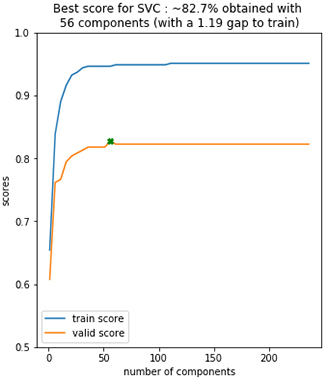 Best score for SVC : ~82.7% obtained with
56 components (with a 1.19 gap to train)
1.0
0.9
0.8
0.7
0.6
0.5
scores
train score
valid score
0 50 100 150 200
number of components